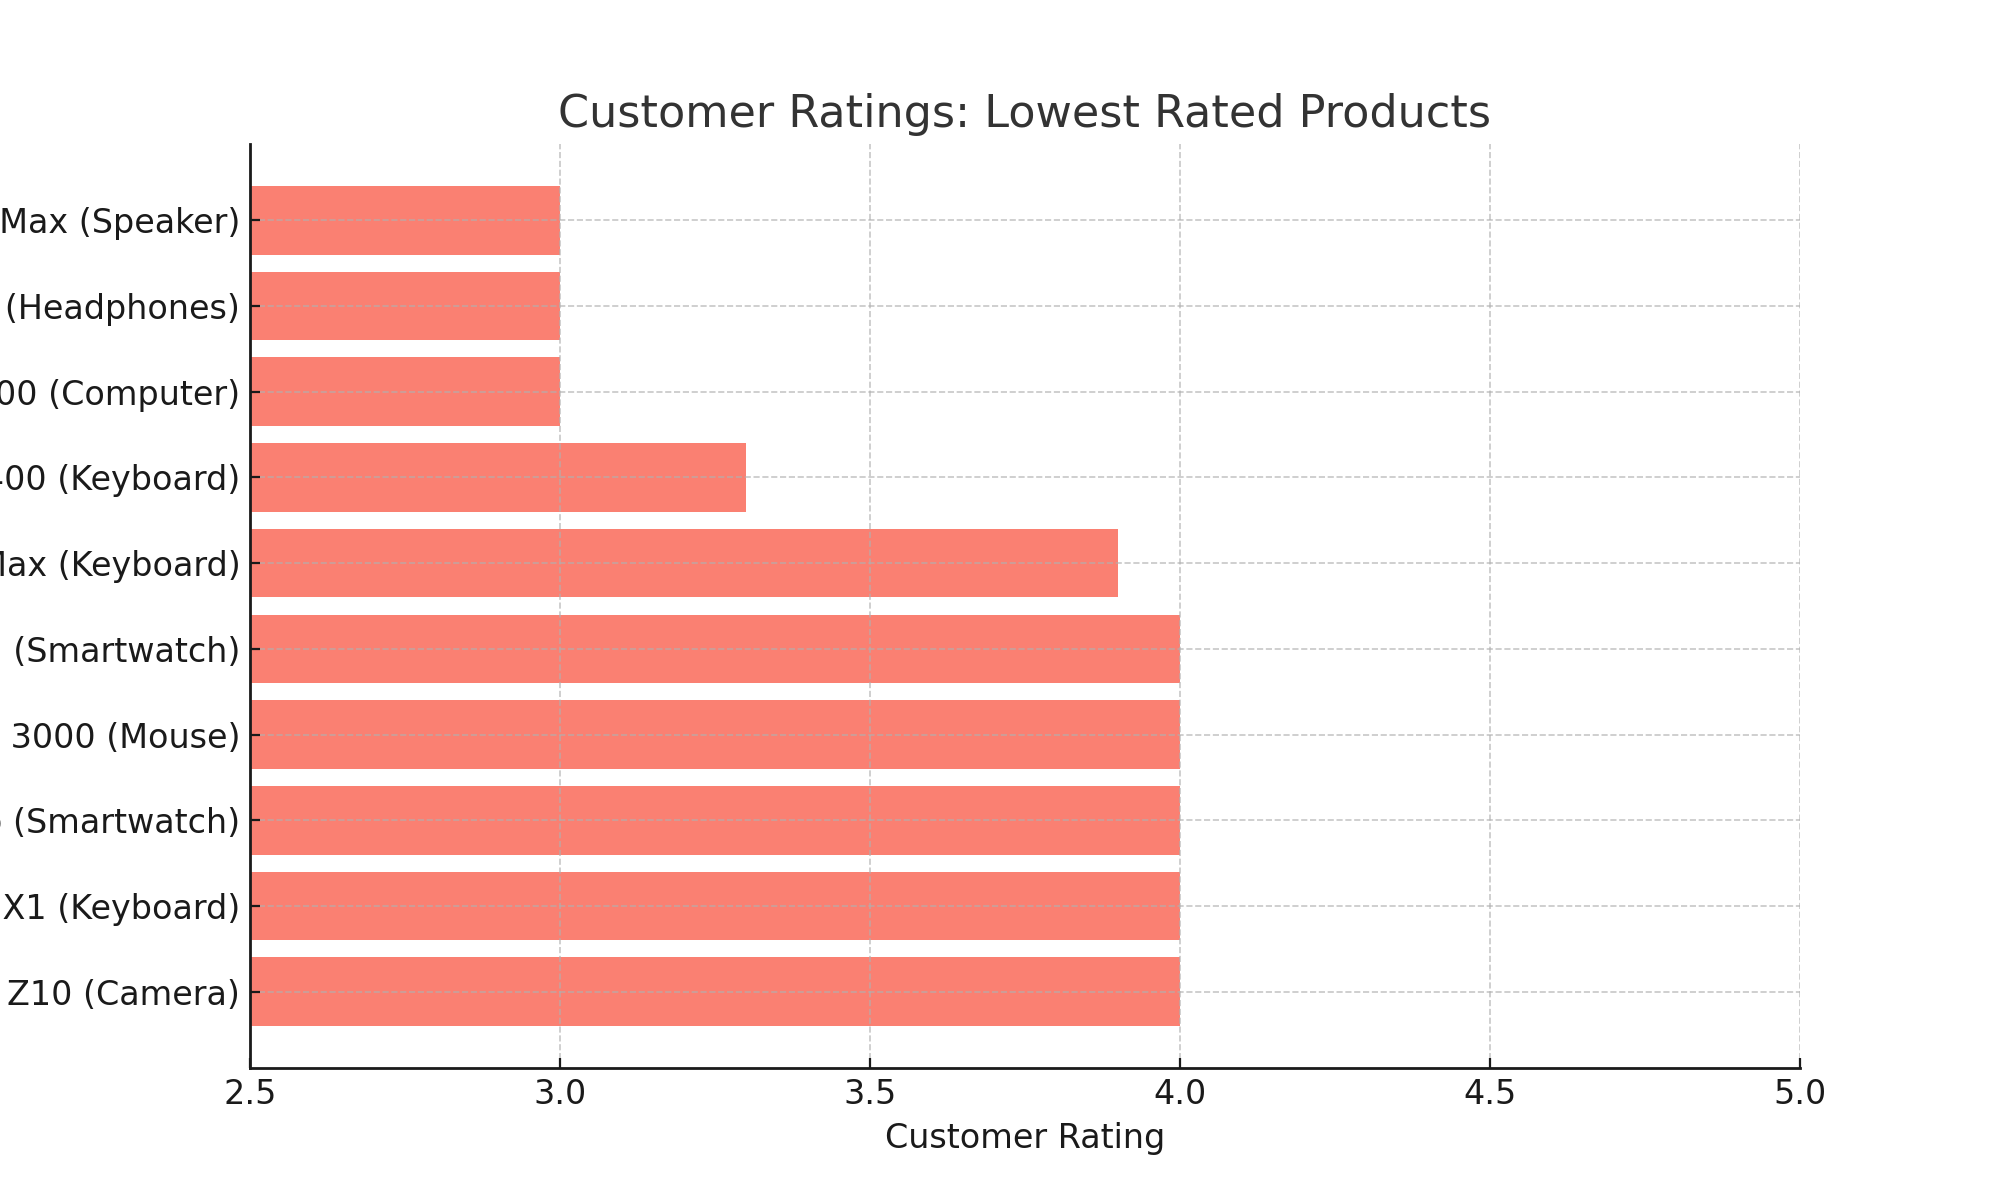 Customer Ratings: Lowest Rated Products
Max (Speaker)
(Headphones)
00 (Computer)
00 (Keyboard)
(Keyboard)
(Smartwatch)
3000 (Mouse)
(Smartwatch)
X1 (Keyboard)
Z10 (Camera)
2.5 3.0 3.5 4.0 4.5 5.0
Customer Rating